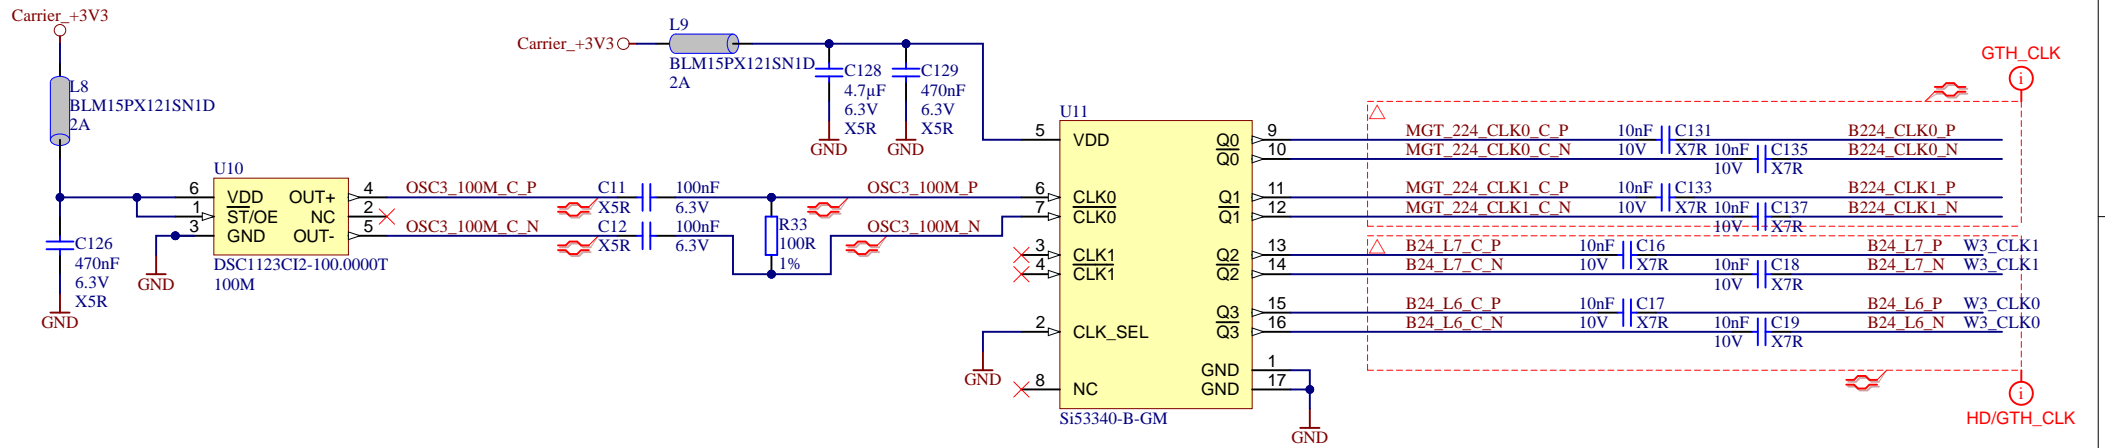 Carrier_+3V3
L8
BLM15PX121SN1D
2A
C126
470nF
6.3V
X5R
GND
GND
U10
6 VDD OUT+ 4
1 ST/OE NC 2
3 GND OUT- 5
DSC1123CI2-100.0000T
100M
OSC3_100M_C_P
OSC3_100M_C_N
C11 100nF
X5R 6.3V
C12 100nF
X5R 6.3V
OSC3_100M_P
R33
100R
1%
OSC3_100M_N
Carrier_+3V3
L9
BLM15PX121SN1D
2A
C128
4.7µF
6.3V
X5R
GND
C129
470nF
6.3V
X5R
GND
U11
5 VDD Q0 9
Q0 10
6 CLK0 Q1 11
7 CLK0 Q1 12
3 CLK1 Q2 13
4 CLK1 Q2 14
Q3 15
2 CLK_SEL Q3 16
GND 1
8 NC GND 17
Si53340-B-GM
GND
GND
GTH_CLK
i
MGT_224_CLK0_C_P 10nF C131 B224_CLK0_P
10V X7R
MGT_224_CLK0_C_N 10nF C135 B224_CLK0_N
10V X7R
MGT_224_CLK1_C_P 10nF C133 B224_CLK1_P
10V X7R
MGT_224_CLK1_C_N 10nF C137 B224_CLK1_N
10V X7R
B24_L7_C_P 10nF C16 B24_L7_P W3_CLK1
10V X7R
B24_L7_C_N 10nF C18 B24_L7_N W3_CLK1
10V X7R
B24_L6_C_P 10nF C17 B24_L6_P W3_CLK0
10V X7R
B24_L6_C_N 10nF C19 B24_L6_N W3_CLK0
10V X7R
i
HD/GTH_CLK